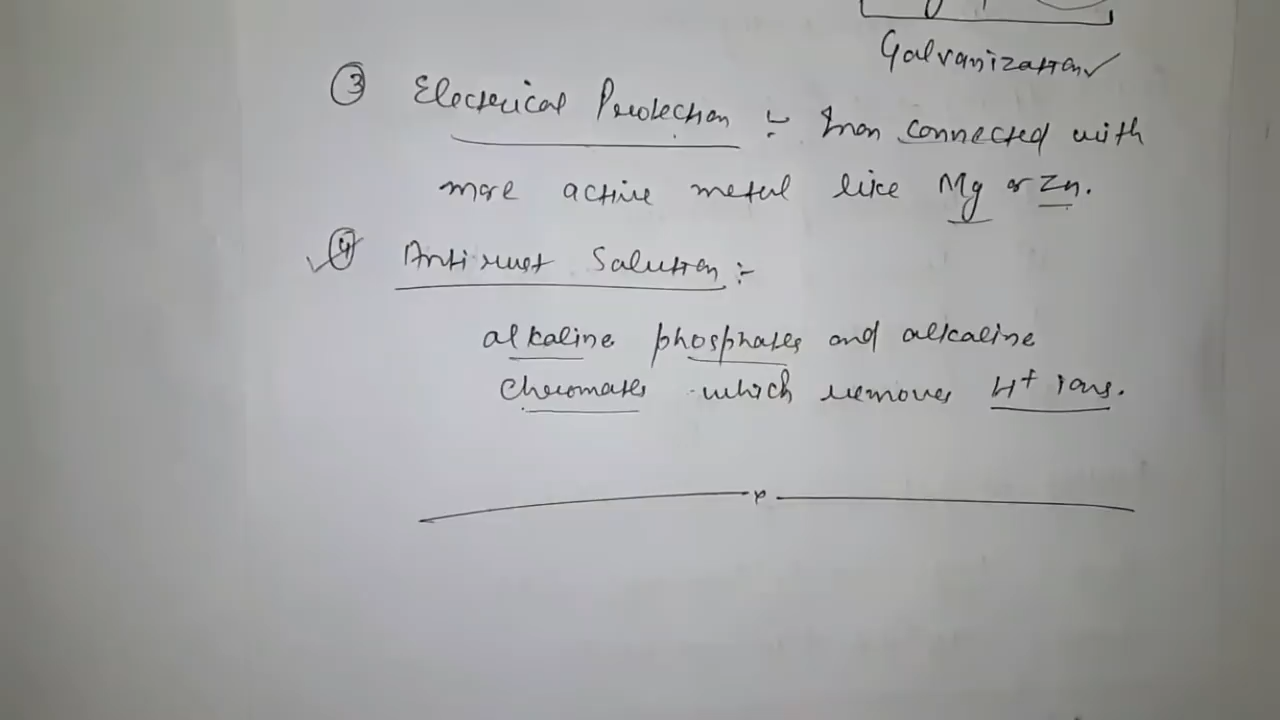 Galvanization✓
③ Electrical Protection :- Iron connected with
more active metal like Mg or Zn.
✓④ Antirust Solution :-
alkaline phosphates and alkaline
chromates which removes H⁺ ions.
x